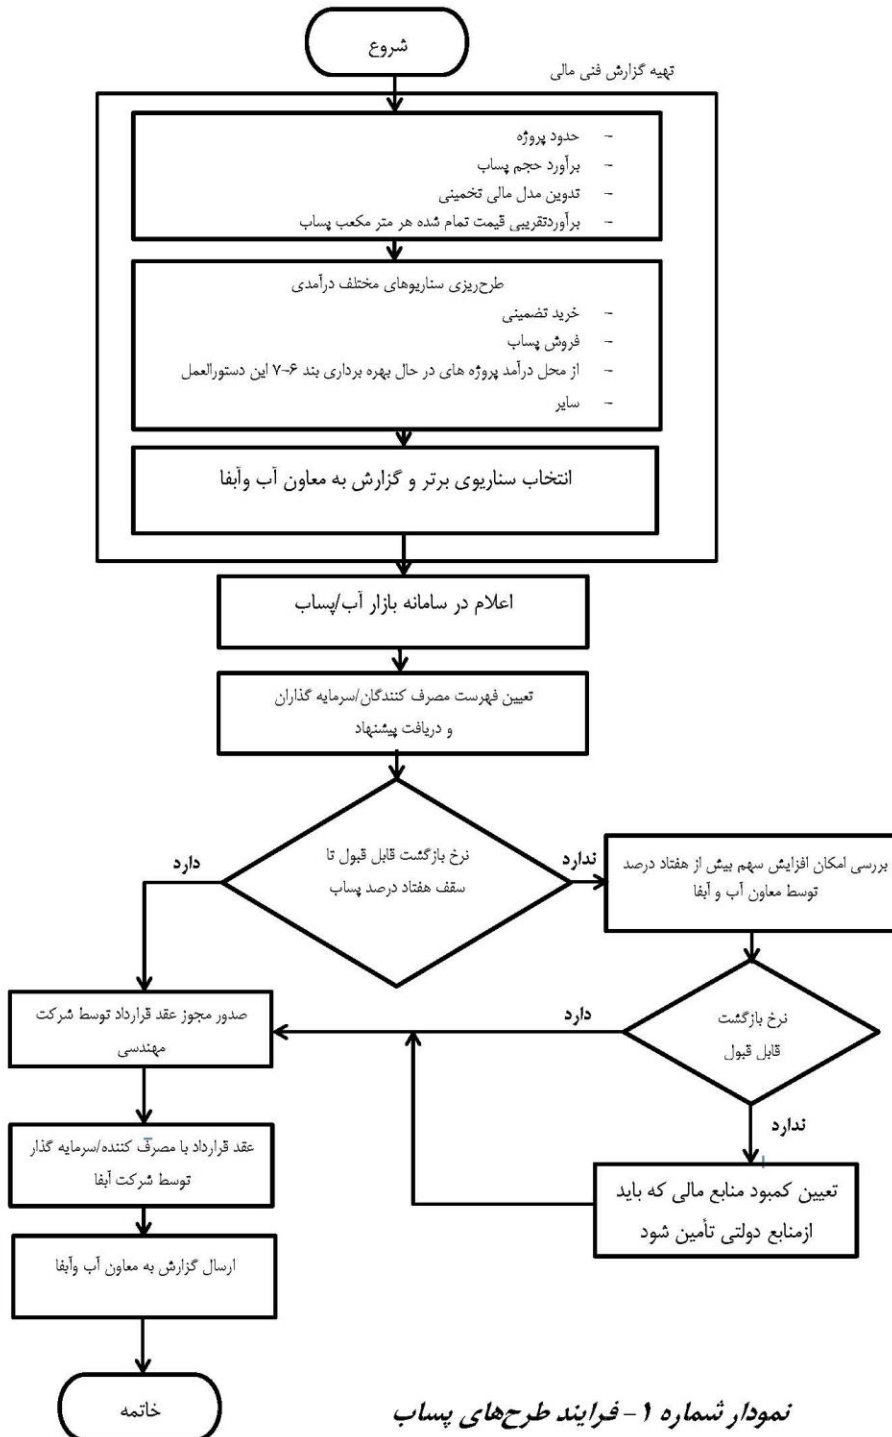 شروع
تهیه گزارش فنی مالی
- حدود پروژه
- برآورد حجم پساب
- تدوین مدل مالی تخمینی
- برآوردتقریبی قیمت تمام شده هر متر مکعب پساب
طرح‌ریزی سناریوهای مختلف درآمدی
- خرید تضمینی
- فروش پساب
- از محل درآمد پروژه های در حال بهره برداری بند ۶-۷ این دستورالعمل
- سایر
انتخاب سناریوی برتر و گزارش به معاون آب وآبفا
اعلام در سامانه بازار آب/پساب
تعیین فهرست مصرف کنندگان/سرمایه گذاران
و دریافت پیشنهاد
نرخ بازگشت قابل قبول تا
سقف هفتاد درصد پساب
دارد
ندارد
بررسی امکان افزایش سهم بیش از هفتاد درصد
توسط معاون آب و آبفا
نرخ بازگشت
قابل قبول
دارد
ندارد
تعیین کمبود منابع مالی که باید
ازمنابع دولتی تأمین شود
صدور مجوز عقد قرارداد توسط شرکت
مهندسی
عقد قرارداد با مصرف کننده/سرمایه گذار
توسط شرکت آبفا
ارسال گزارش به معاون آب وآبفا
خاتمه
نمودار شماره ۱- فرایند طرح‌های پساب